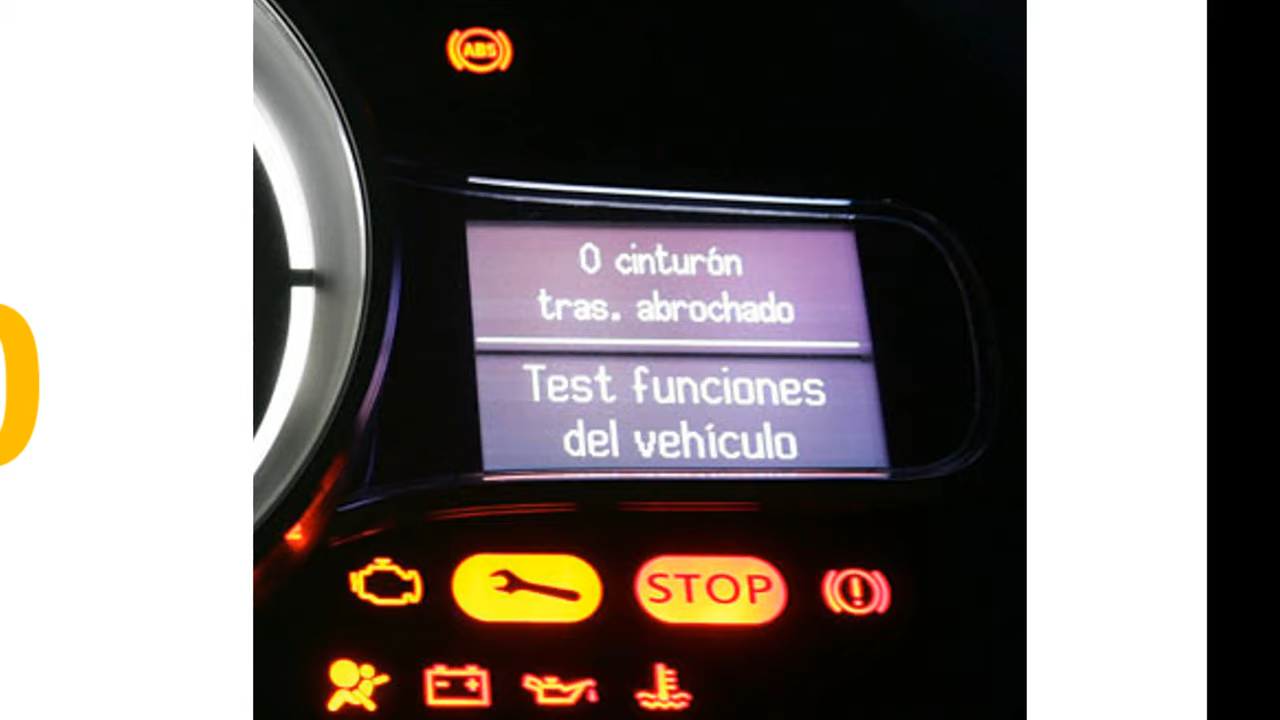 ABS
0 cinturón
tras. abrochado
Test funciones
del vehículo
STOP